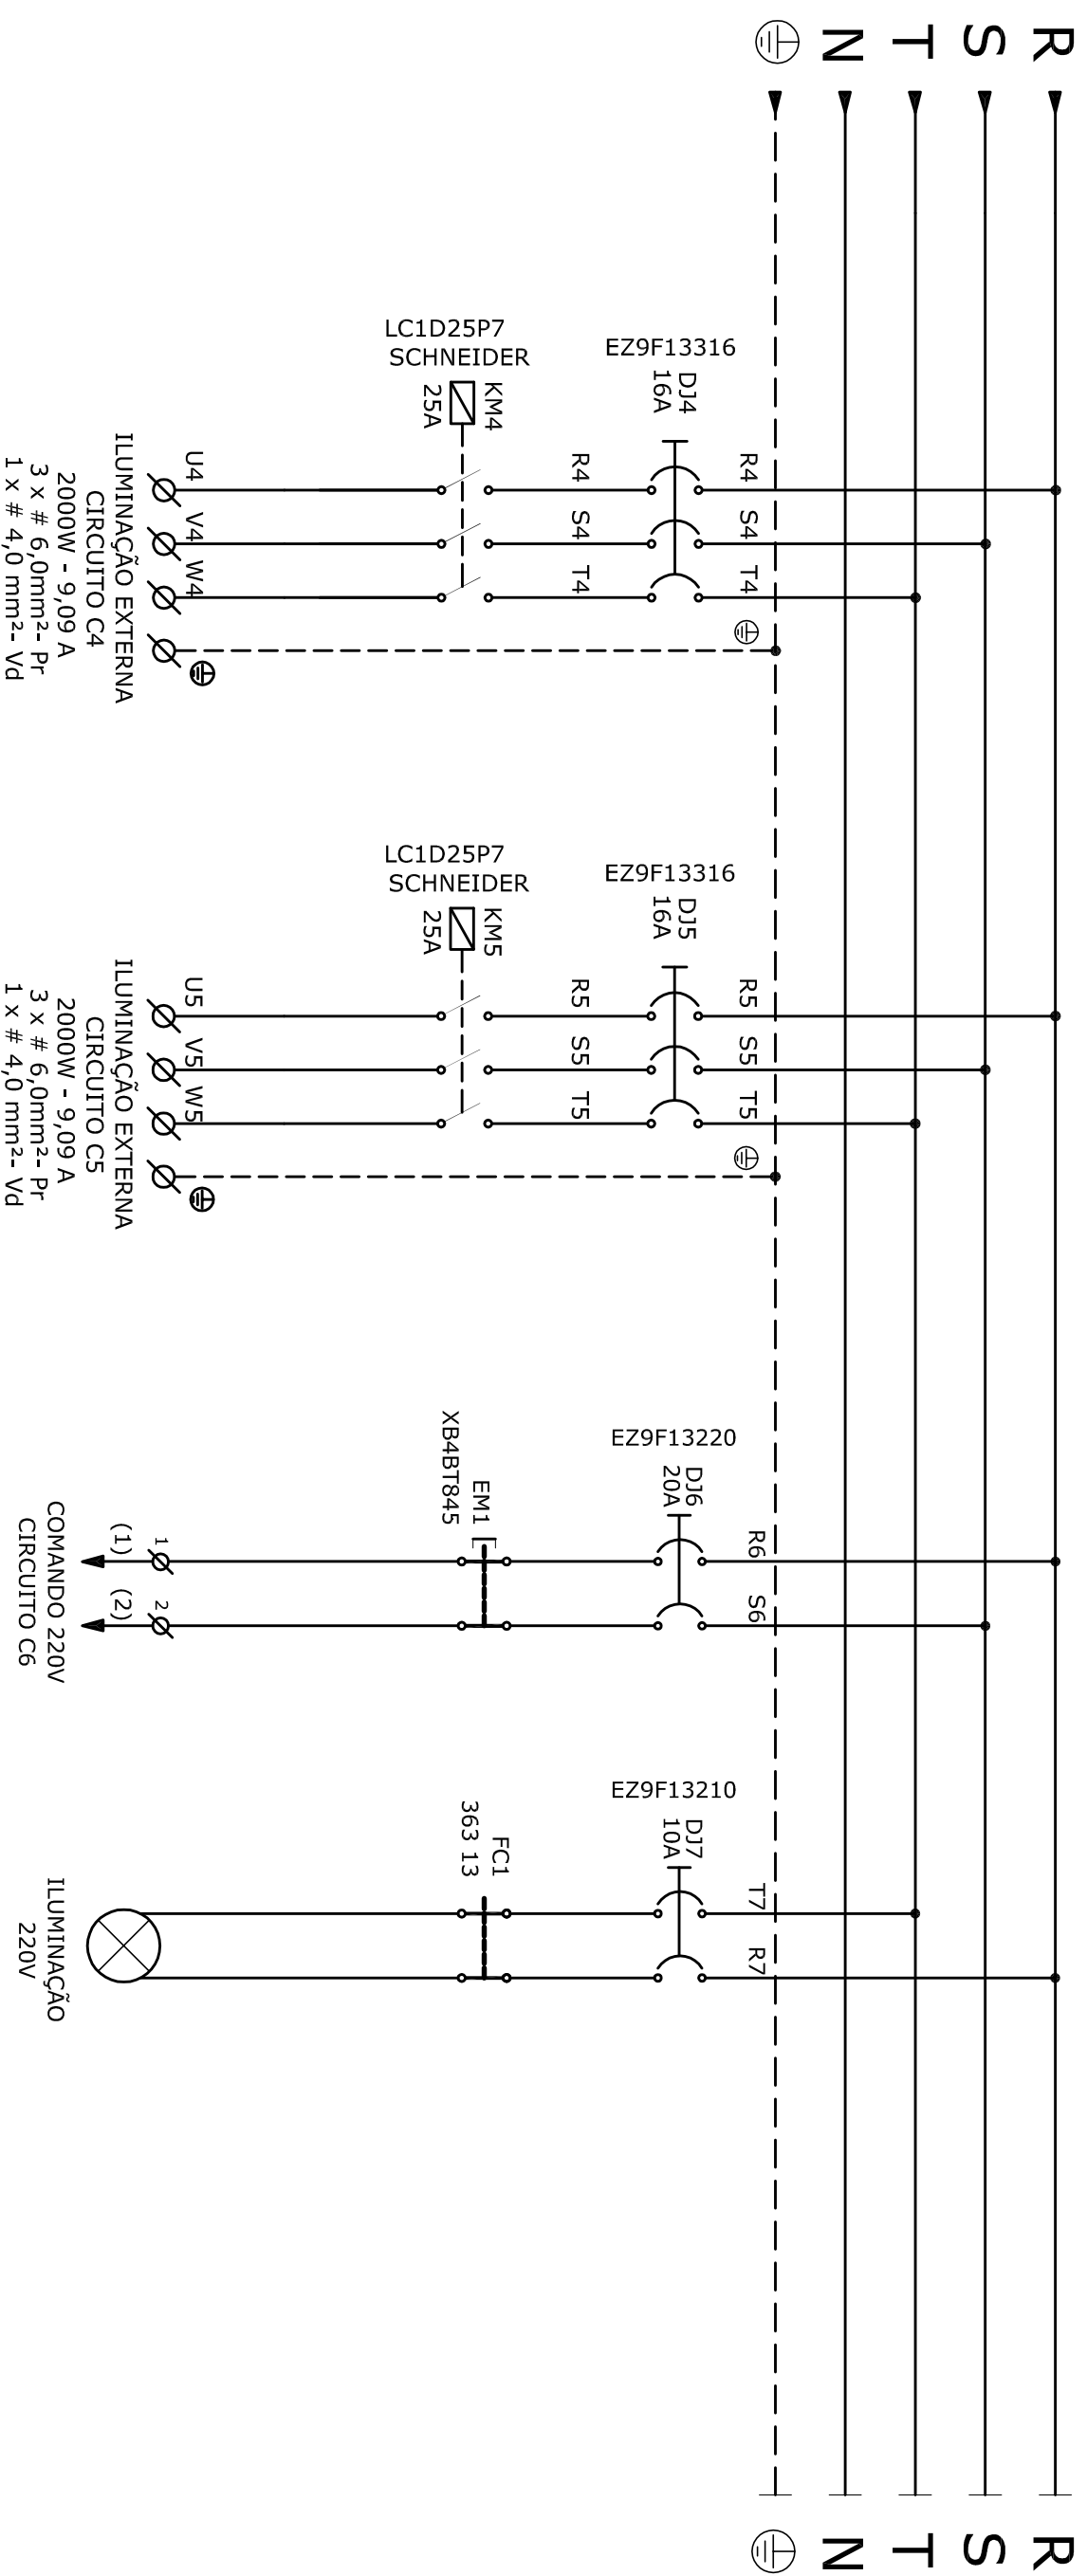 R
S
T
N
LC1D25P7
SCHNEIDER
KM4
25A
EZ9F13316
DJ4
16A
R4
S4
T4
R4
S4
T4
U4
V4
W4
ILUMINAÇÃO EXTERNA
CIRCUITO C4
2000W - 9,09 A
3 x # 6,0mm²- Pr
1 x # 4,0 mm²- Vd
LC1D25P7
SCHNEIDER
KM5
25A
EZ9F13316
DJ5
16A
R5
S5
T5
R5
S5
T5
U5
V5
W5
ILUMINAÇÃO EXTERNA
CIRCUITO C5
2000W - 9,09 A
3 x # 6,0mm²- Pr
1 x # 4,0 mm²- Vd
EZ9F13220
DJ6
20A
R6
S6
EM1
XB4BT845
1
2
(1)
(2)
COMANDO 220V
CIRCUITO C6
EZ9F13210
DJ7
10A
T7
R7
FC1
363 13
ILUMINAÇÃO
220V
R
S
T
N